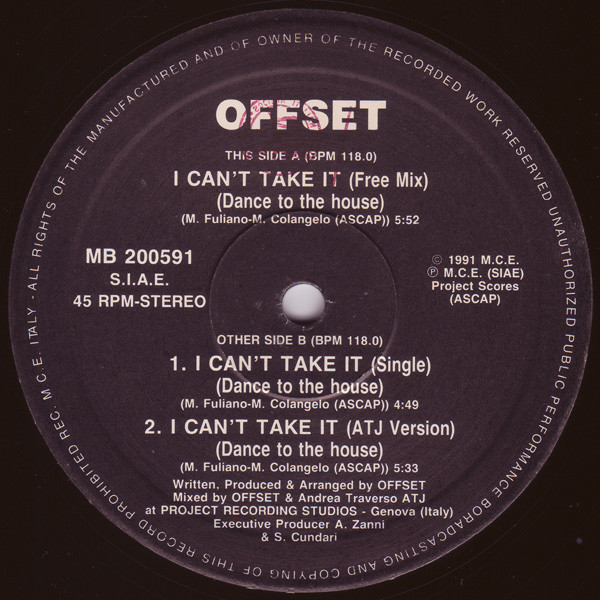 M.C.E. ITALY - ALL RIGHTS OF THE MANUFACTURED AND OF OWNER OF THE RECORDED WORK RESERVED UNAUTHORIZED PUBLIC PERFORMANCE BORADCASTING AND COPYING OF THIS RECORD PROHIBITED REC.
OFFSET
THIS SIDE A (BPM 118.0)
I CAN'T TAKE IT (Free Mix)
(Dance to the house)
(M. Fuliano-M. Colangelo (ASCAP)) 5:52
MB 200591
S.I.A.E.
45 RPM-STEREO
© 1991 M.C.E.
℗ M.C.E. (SIAE)
Project Scores
(ASCAP)
OTHER SIDE B (BPM 118.0)
1. I CAN'T TAKE IT (Single)
(Dance to the house)
(M. Fuliano-M. Colangelo (ASCAP)) 4:49
2. I CAN'T TAKE IT (ATJ Version)
(Dance to the house)
(M. Fuliano-M. Colangelo (ASCAP)) 5:33
Written, Produced & Arranged by OFFSET
Mixed by OFFSET & Andrea Traverso ATJ
at PROJECT RECORDING STUDIOS - Genova (Italy)
Executive Producer A. Zanni
& S. Cundari